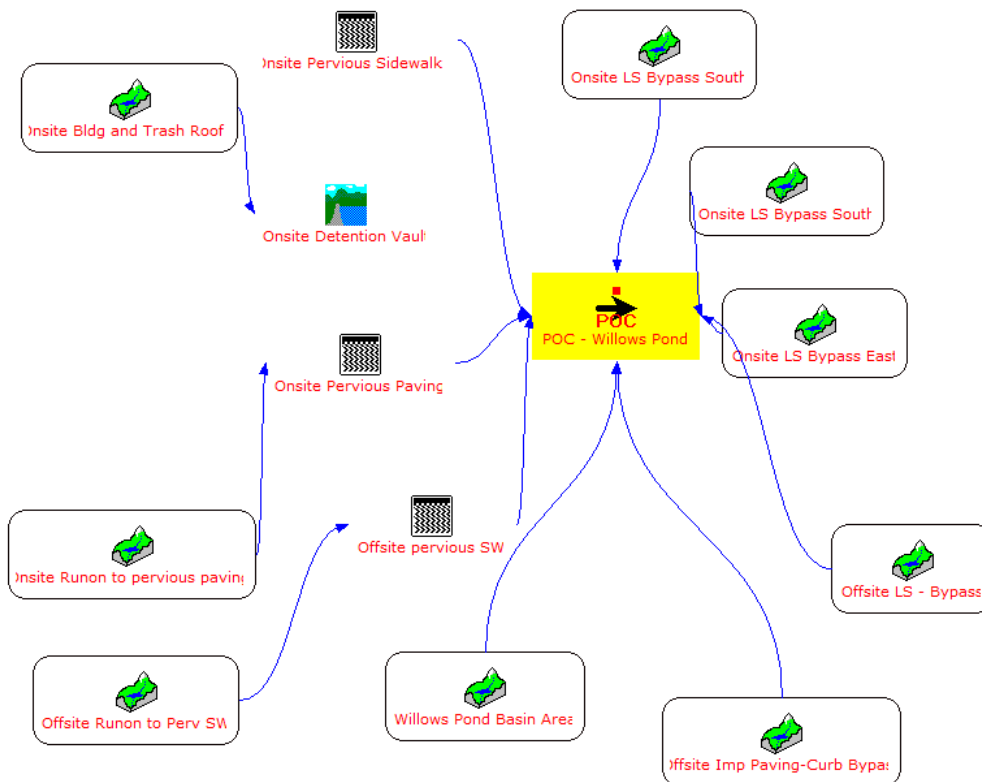 Onsite Pervious Sidewalk
Onsite LS Bypass South
Onsite Bldg and Trash Roof
Onsite LS Bypass South
Onsite Detention Vault
POC
POC - Willows Pond
Onsite LS Bypass East
Onsite Pervious Paving
Offsite pervious SW
Onsite Runon to pervious paving
Offsite LS - Bypass
Offsite Runon to Perv SW
Willows Pond Basin Area
Offsite Imp Paving-Curb Bypas